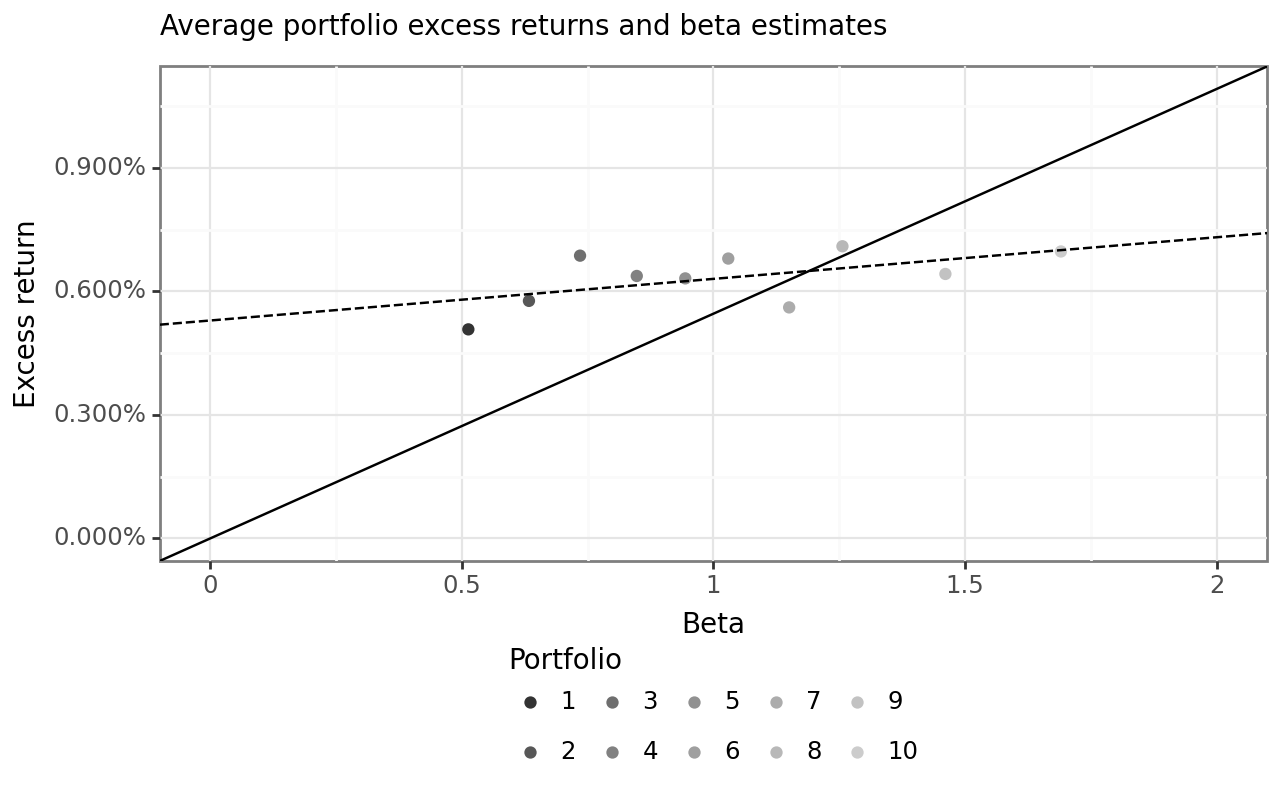 Average portfolio excess returns and beta estimates
Excess return
0.900%
0.600%
0.300%
0.000%
0 0.5 1 1.5 2
Beta
Portfolio
1 3 5 7 9
2 4 6 8 10